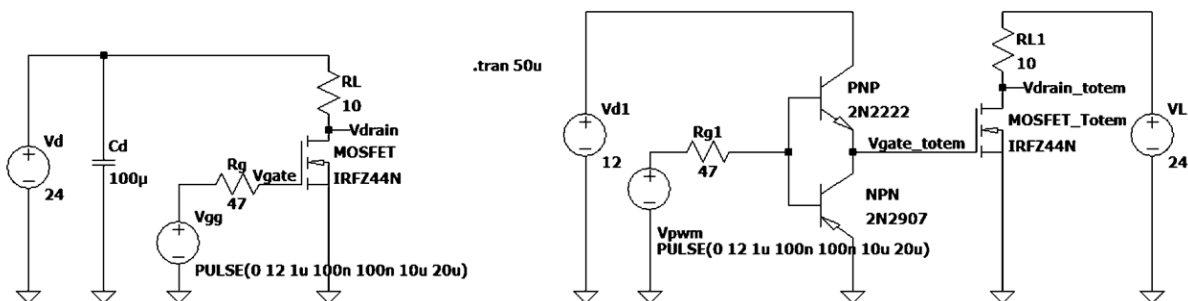 Vd
24
Cd
100µ
RL
10
Vdrain
MOSFET
IRFZ44N
Rg
47
Vgate
Vgg
PULSE(0 12 1u 100n 100n 10u 20u)
.tran 50u
Vd1
12
Rg1
47
Vpwm
PULSE(0 12 1u 100n 100n 10u 20u)
PNP
2N2222
NPN
2N2907
Vgate_totem
RL1
10
Vdrain_totem
MOSFET_Totem
IRFZ44N
VL
24